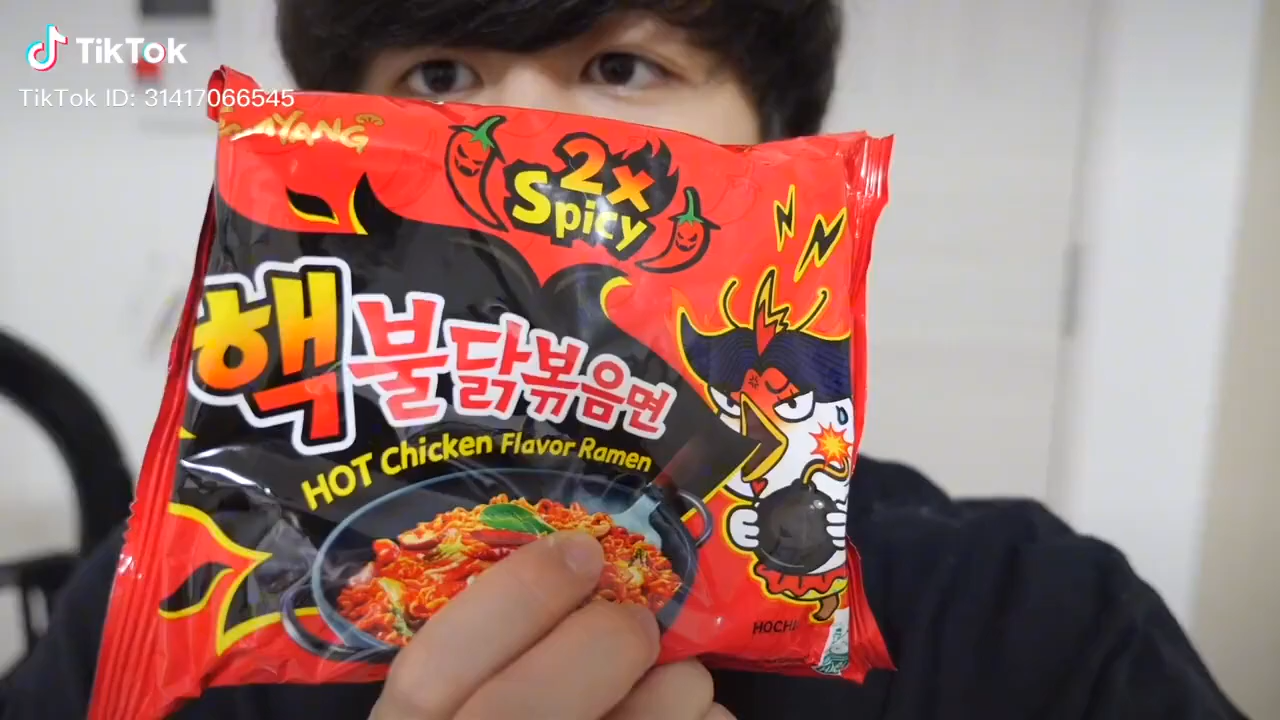 TikTok
TikTok ID: 31417066545
2x
Spicy
핵불닭볶음면
HOT Chicken Flavor Ramen